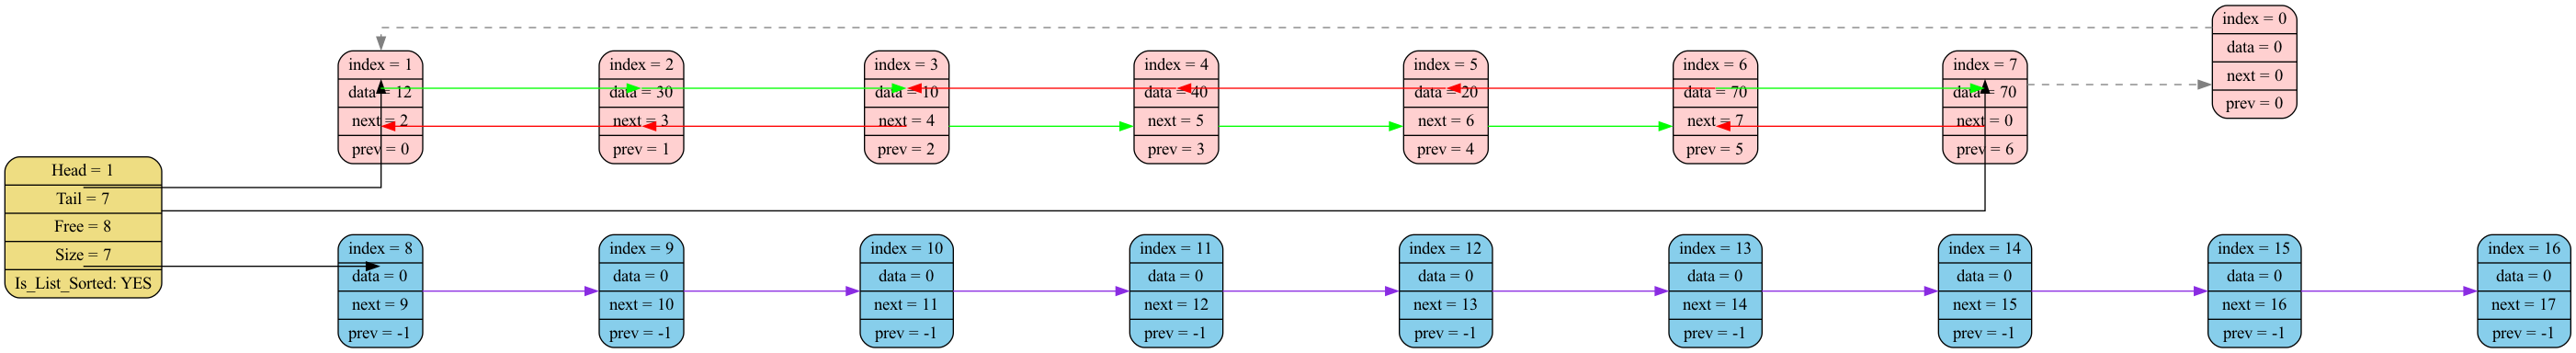 index = 0
data = 0
next = 0
prev = 0
index = 1
data = 12
next = 2
prev = 0
index = 2
data = 30
next = 3
prev = 1
index = 3
data = 10
next = 4
prev = 2
index = 4
data = 40
next = 5
prev = 3
index = 5
data = 20
next = 6
prev = 4
index = 6
data = 70
next = 7
prev = 5
index = 7
data = 70
next = 0
prev = 6
Head = 1
Tail = 7
Free = 8
Size = 7
Is_List_Sorted: YES
index = 8
data = 0
next = 9
prev = -1
index = 9
data = 0
next = 10
prev = -1
index = 10
data = 0
next = 11
prev = -1
index = 11
data = 0
next = 12
prev = -1
index = 12
data = 0
next = 13
prev = -1
index = 13
data = 0
next = 14
prev = -1
index = 14
data = 0
next = 15
prev = -1
index = 15
data = 0
next = 16
prev = -1
index = 16
data = 0
next = 17
prev = -1